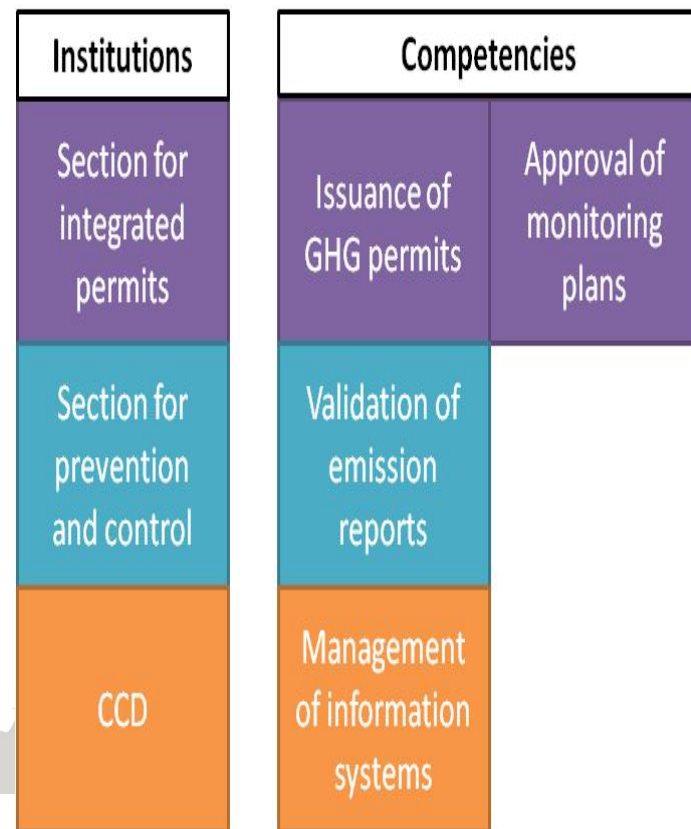 Institutions
Competencies
Section for
integrated
permits
Issuance of
GHG permits
Approval of
monitoring
plans
Section for
prevention
and control
Validation of
emission
reports
CCD
Management
of information
systems